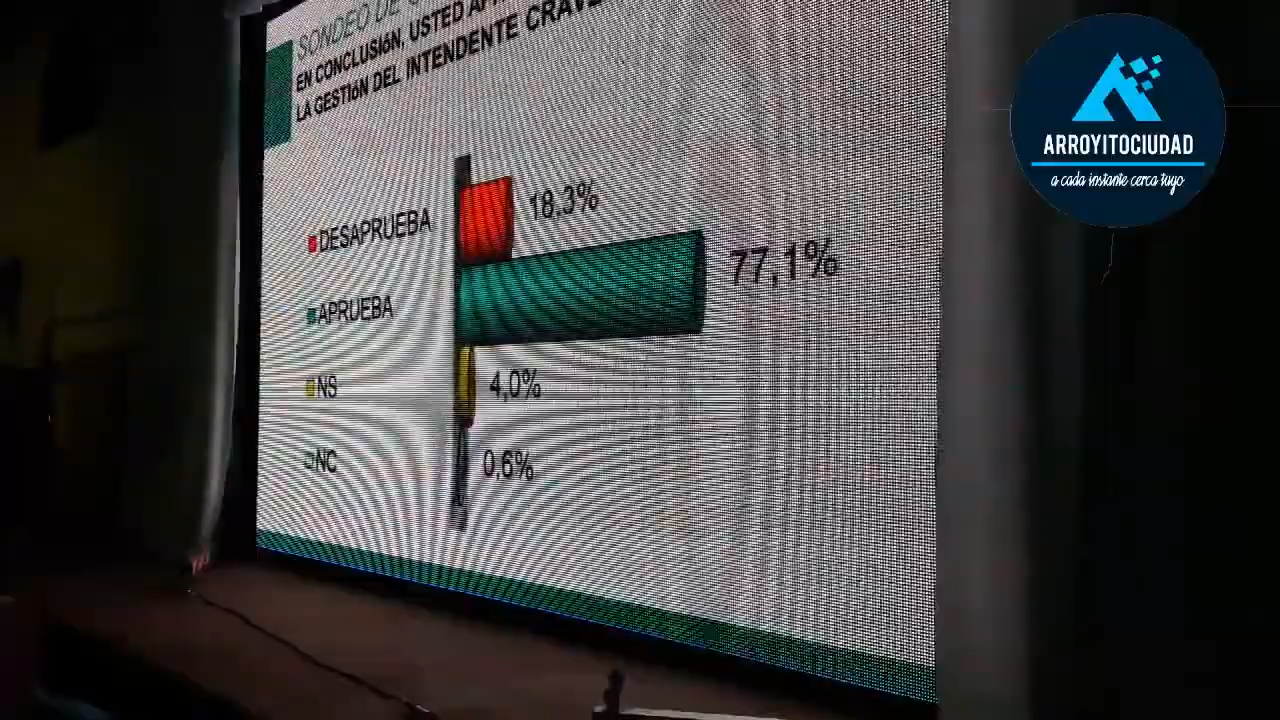 SONDEO DE
EN CONCLUSIÓN, USTED
LA GESTIÓN DEL INTENDENTE
DESAPRUEBA
18.3%
APRUEBA
77,1%
NS
4,0%
NC
0,6%
ARROYITOCIUDAD
a cada instante cerca tuyo